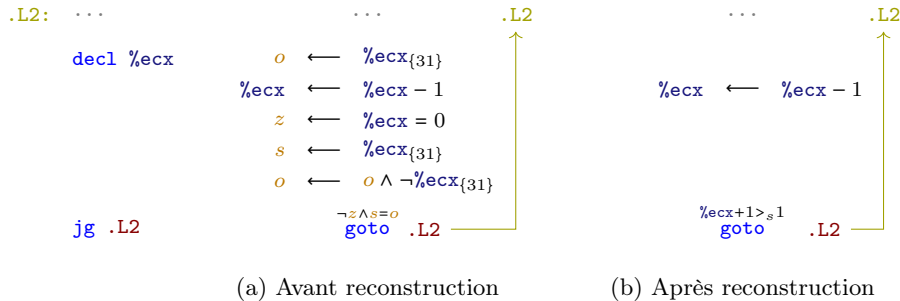 .L2: ··· ··· .L2 .L2
decl %ecx o ⟵ %ecx{31}
%ecx ⟵ %ecx − 1 %ecx ⟵ %ecx − 1
z ⟵ %ecx = 0
s ⟵ %ecx{31}
o ⟵ o ∧ ¬%ecx{31}
¬z∧s=o %ecx+1>ₛ1
jg .L2 goto .L2 goto .L2
(a) Avant reconstruction (b) Après reconstruction